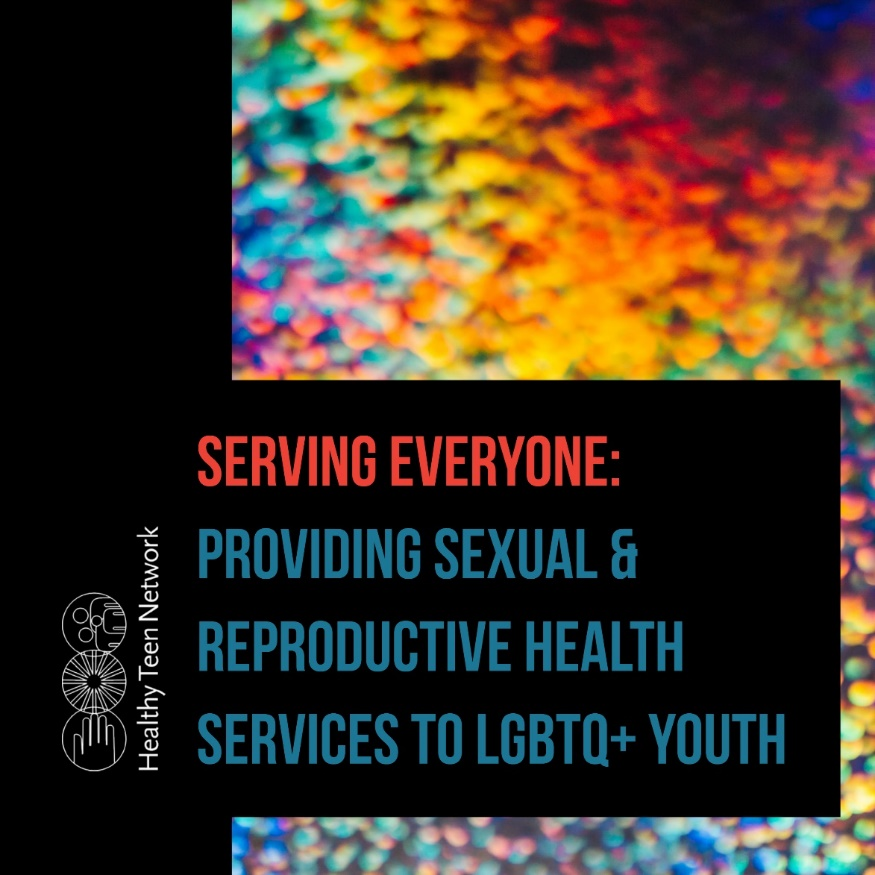 SERVING EVERYONE:
PROVIDING SEXUAL &
REPRODUCTIVE HEALTH
SERVICES TO LGBTQ+ YOUTH
Healthy Teen Network